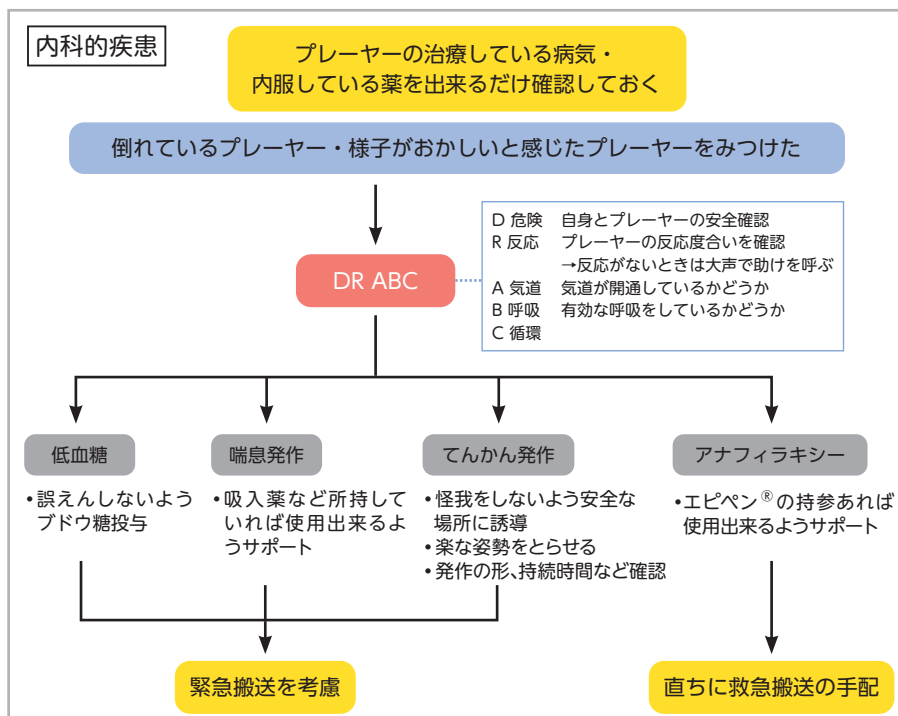 内科的疾患
プレーヤーの治療している病気・
内服している薬を出来るだけ確認しておく
倒れているプレーヤー・様子がおかしいと感じたプレーヤーをみつけた
DR ABC
D 危険 自身とプレーヤーの安全確認
R 反応 プレーヤーの反応度合いを確認
→反応がないときは大声で助けを呼ぶ
A 気道 気道が開通しているかどうか
B 呼吸 有効な呼吸をしているかどうか
C 循環
低血糖
•誤えんしないよう
ブドウ糖投与
喘息発作
•吸入薬など所持して
いれば使用出来るよ
うサポート
てんかん発作
•怪我をしないよう安全な
場所に誘導
•楽な姿勢をとらせる
•発作の形、持続時間など確認
アナフィラキシー
•エピペン®の持参あれば
使用出来るようサポート
緊急搬送を考慮
直ちに救急搬送の手配